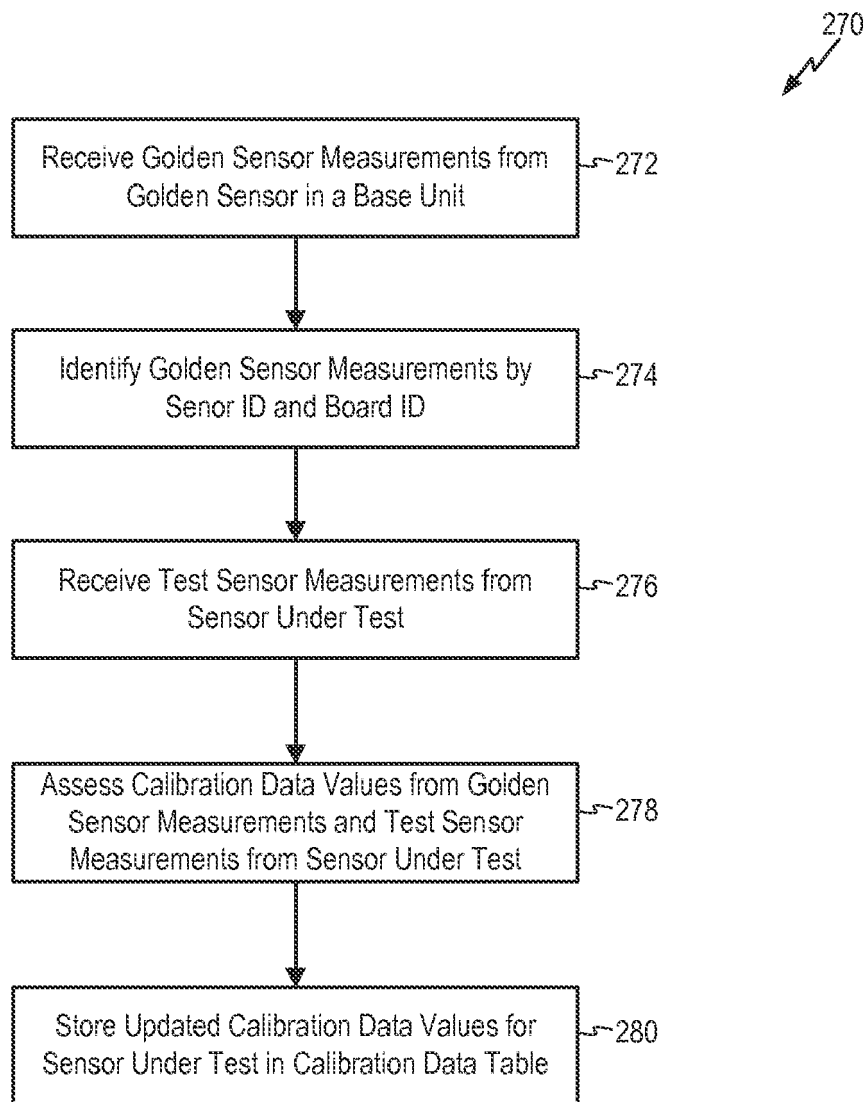 270
Receive Golden Sensor Measurements from
Golden Sensor in a Base Unit
272
Identify Golden Sensor Measurements by
Senor ID and Board ID
274
Receive Test Sensor Measurements from
Sensor Under Test
276
Assess Calibration Data Values from Golden
Sensor Measurements and Test Sensor
Measurements from Sensor Under Test
278
Store Updated Calibration Data Values for
Sensor Under Test in Calibration Data Table
280